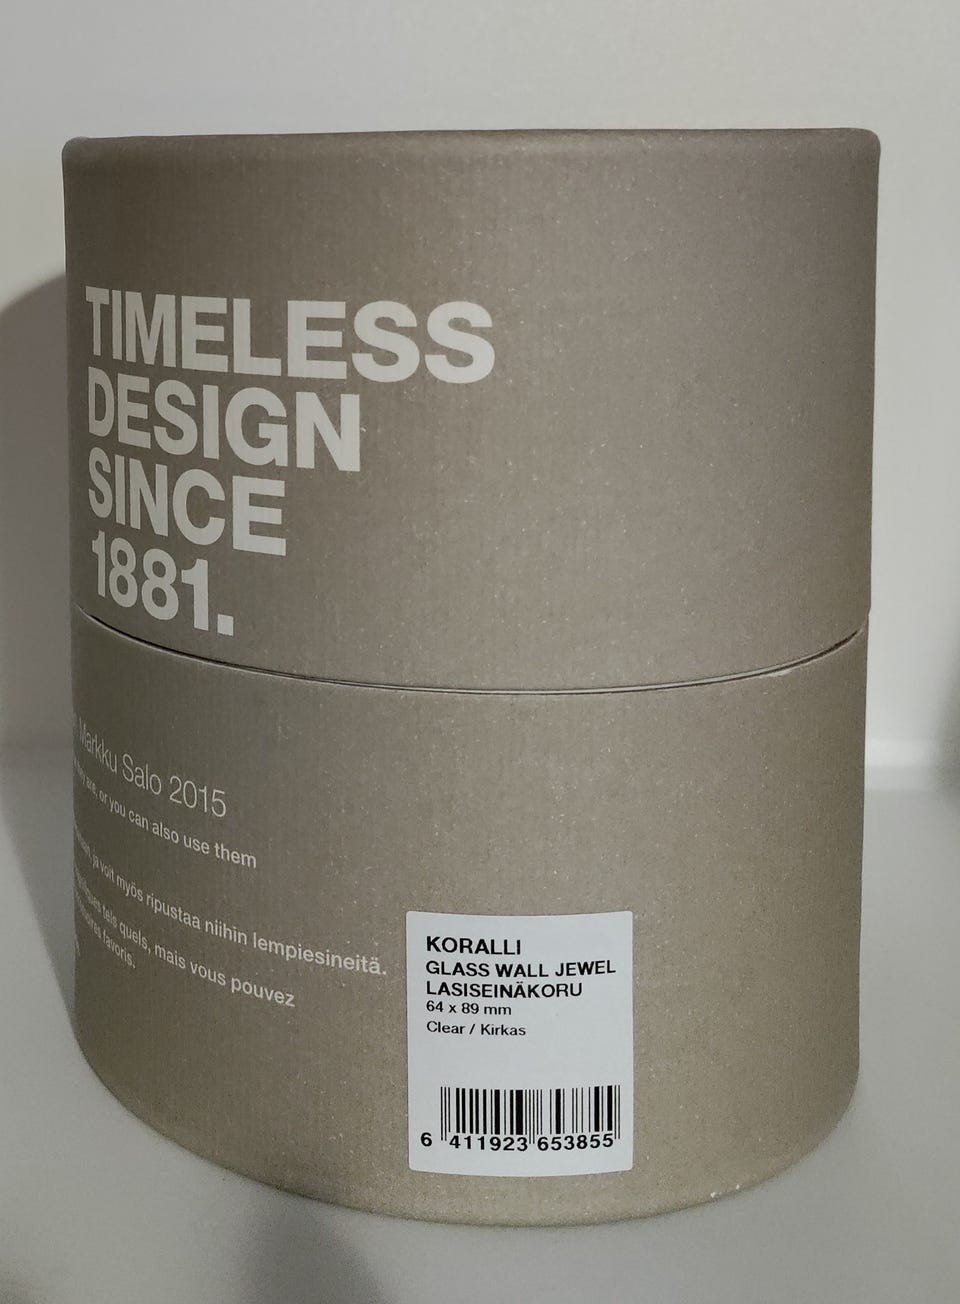 TIMELESS
DESIGN
SINCE
1881.
Markku Salo 2015
are, or you can also use them
ja voit myös ripustaa niihin lempiesineitä.
tels quels, mais vous pouvez
favoris.
KORALLI
GLASS WALL JEWEL
LASISEINÄKORU
64 x 89 mm
Clear / Kirkas
6 411923 653855